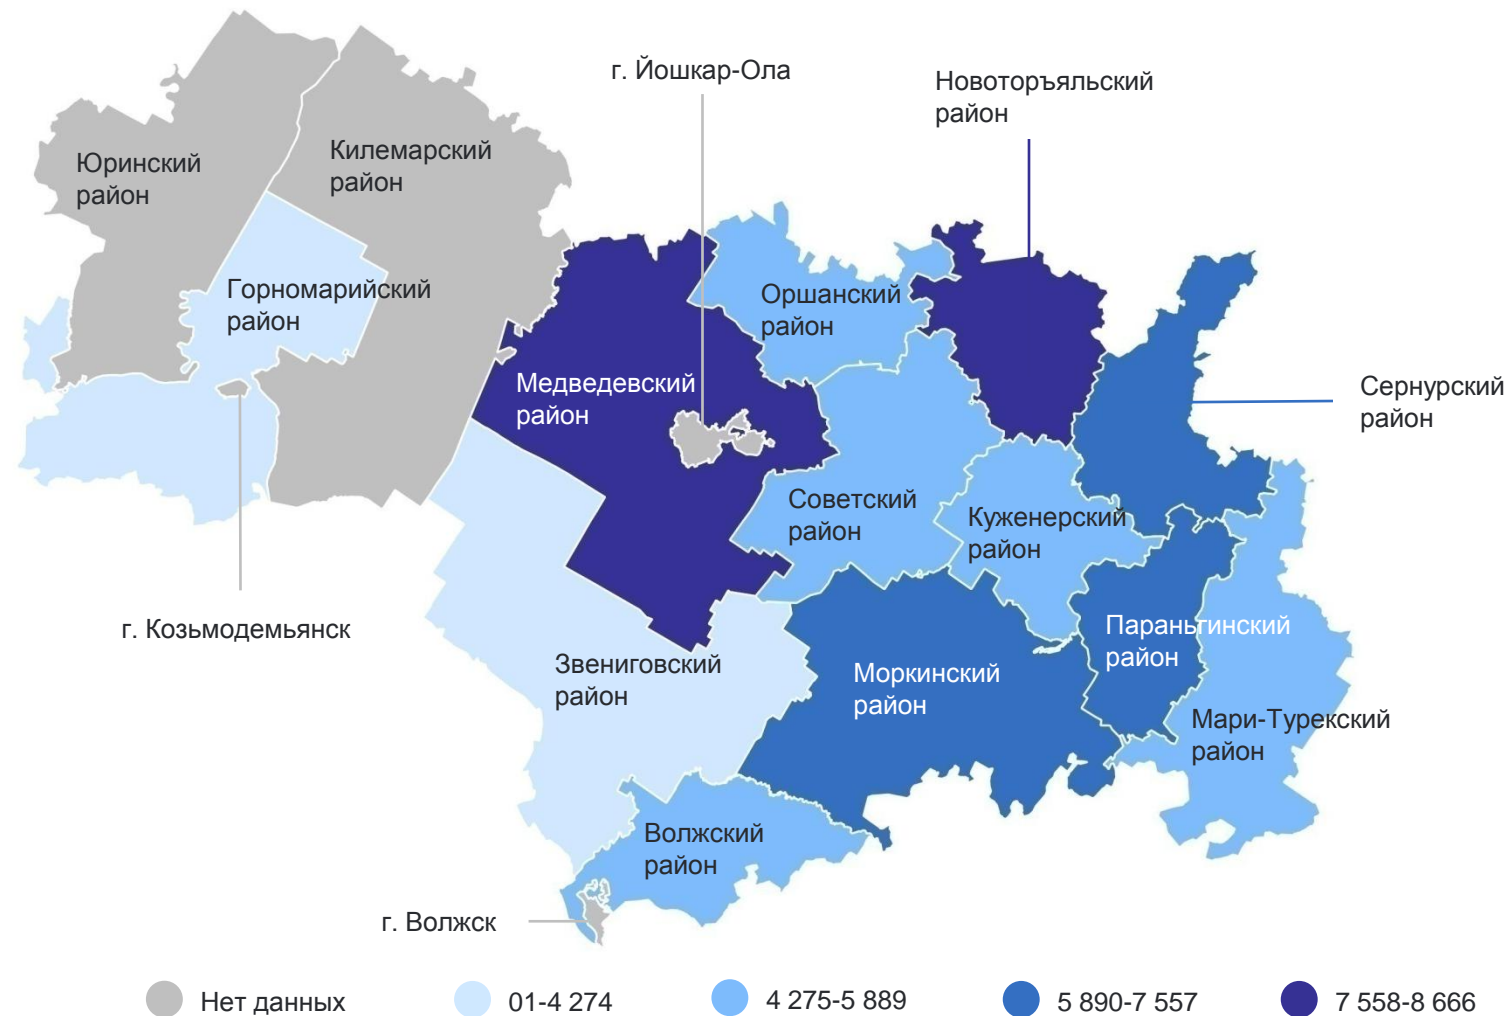 г. Йошкар-Ола
Новоторъяльский
район
Юринский
район
Килемарский
район
Горномарийский
район
Оршанский
район
Медведевский
район
Сернурский
район
Советский
район
Куженерский
район
г. Козьмодемьянск
Звениговский
район
Моркинский
район
Параньгинский
район
Мари-Турекский
район
Волжский
район
г. Волжск
Нет данных
01-4 274
4 275-5 889
5 890-7 557
7 558-8 666